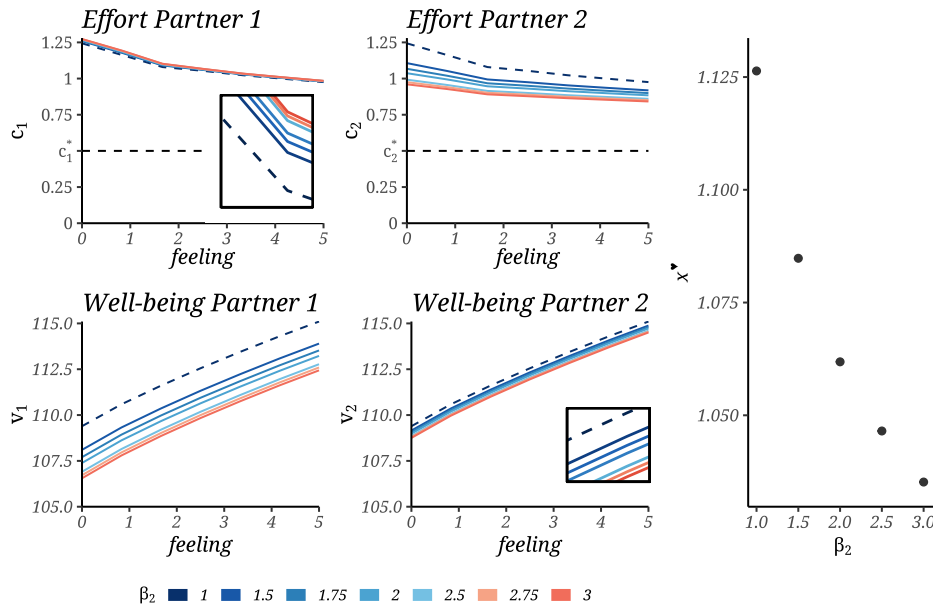 Effort Partner 1
Effort Partner 2
1.25
1
0.75
c₁*
0.25
0
c₁
0 1 2 3 4 5
feeling
1.25
1
0.75
c₂*
0.25
0
c₂
0 1 2 3 4 5
feeling
Well-being Partner 1
Well-being Partner 2
115.0
112.5
110.0
107.5
105.0
v₁
0 1 2 3 4 5
feeling
115.0
112.5
110.0
107.5
105.0
v₂
0 1 2 3 4 5
feeling
1.125
1.100
1.075
1.050
x♥
1.0 1.5 2.0 2.5 3.0
β₂
β₂ 1 1.5 1.75 2 2.5 2.75 3